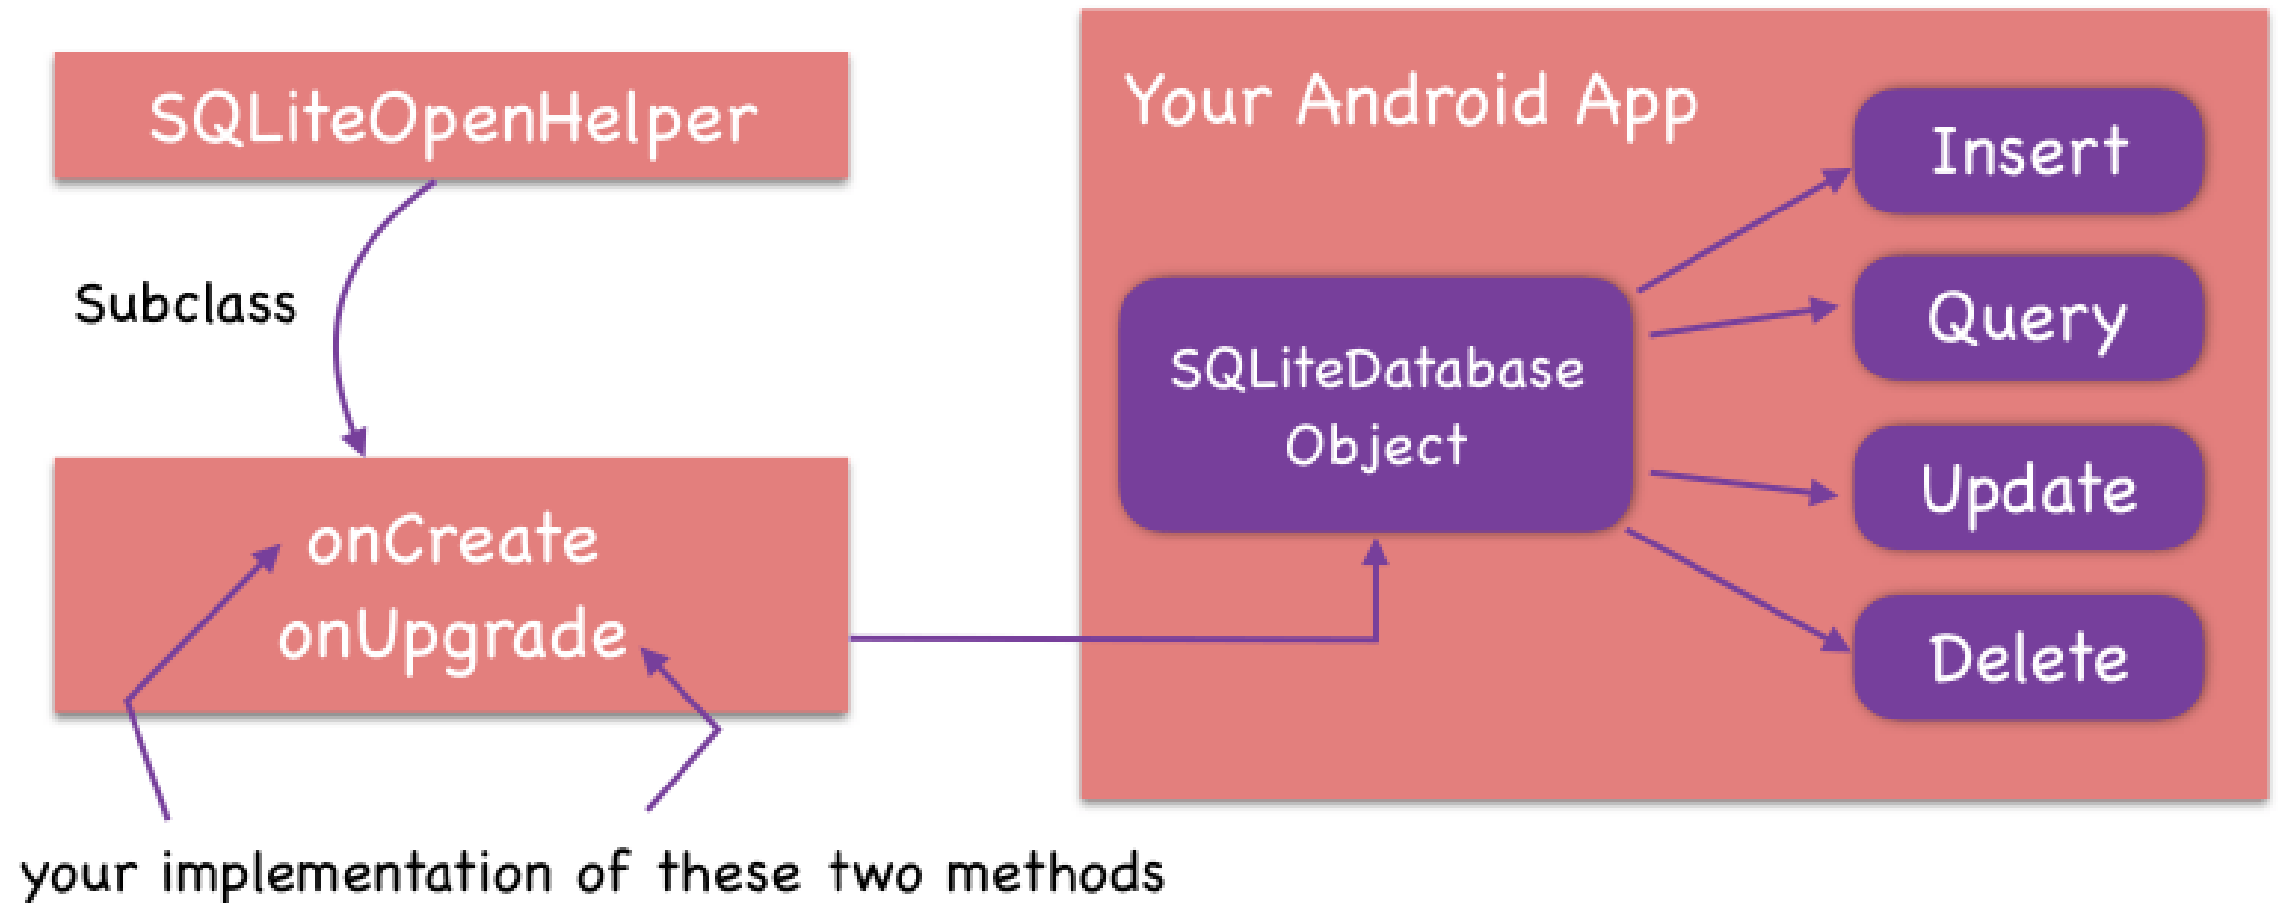 SQLiteOpenHelper
Subclass
onCreate
onUpgrade
your implementation of these two methods
Your Android App
SQLiteDatabase
Object
Insert
Query
Update
Delete